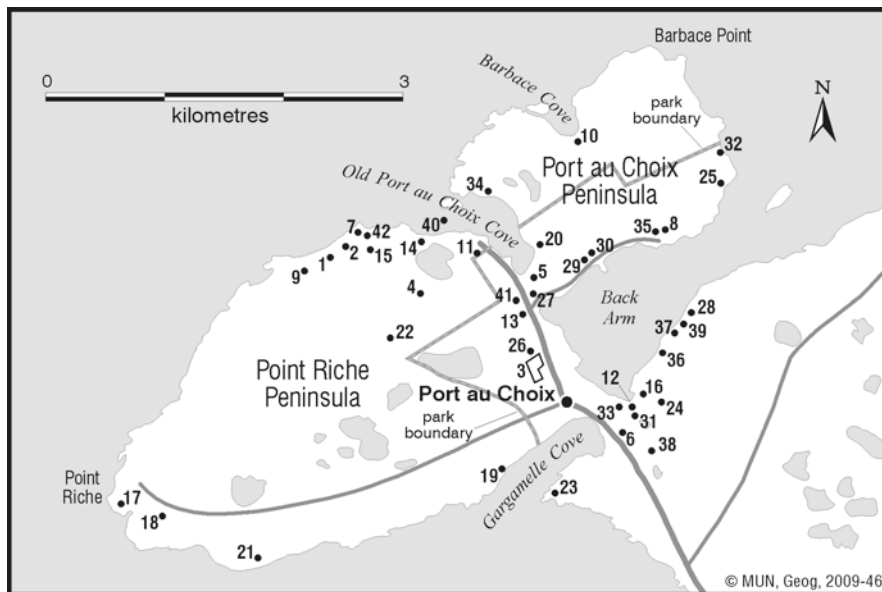 Barbace Point
0
3
kilometres
Barbace Cove
N
park
boundary
10
32
Port au Choix
Peninsula
25
34
Old Port au Choix Cove
40
7
42
35
8
14
11
20
30
2
15
29
1
9
5
4
41
27
Back
Arm
28
13
37
39
22
26
36
3
Point Riche
Peninsula
12
16
Port au Choix
24
33
31
park
boundary
6
38
Gargamelle Cove
19
Point
Riche
17
23
18
21
© MUN, Geog, 2009-46